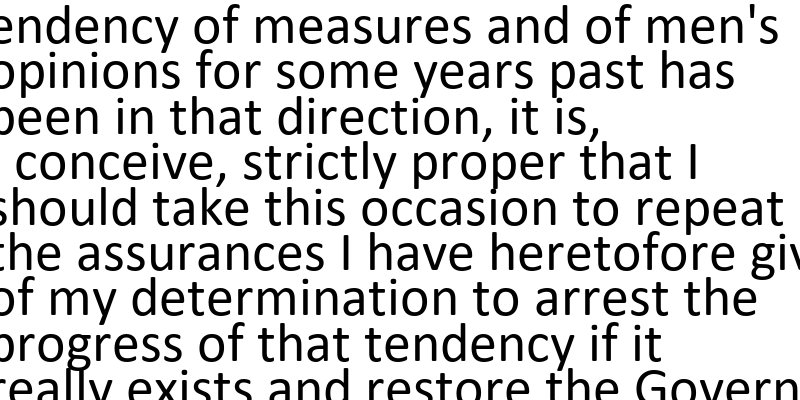 endency of measures and of men's
opinions for some years past has
been in that direction, it is,
conceive, strictly proper that I
should take this occasion to repeat
the assurances I have heretofore giv
of my determination to arrest the
progress of that tendency if it
really exists and restore the Govern